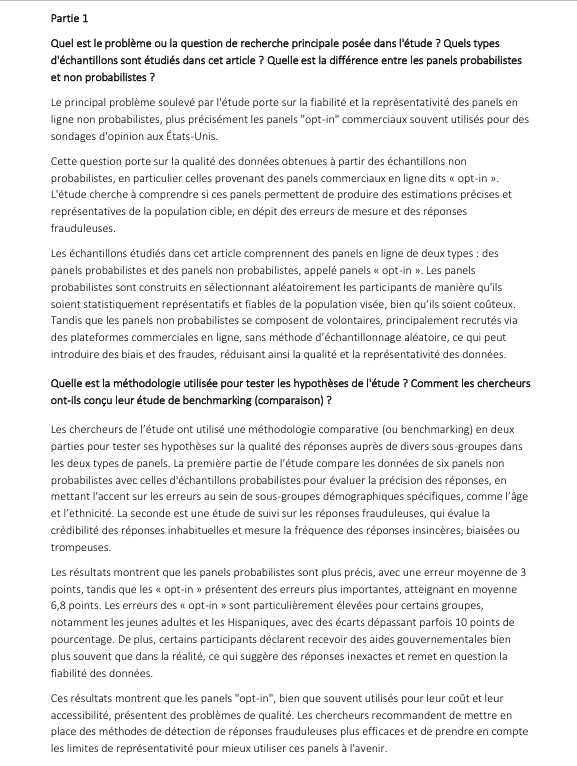 Partie 1
Quel est le problème ou la question de recherche principale posée dans l'étude ? Quels types
d'échantillons sont étudiés dans cet article ? Quelle est la différence entre les panels probabilistes
et non probabilistes ?
Le principal problème soulevé par l'étude porte sur la fiabilité et la représentativité des panels en
ligne non probabilistes, plus précisément les panels "opt-in" commerciaux souvent utilisés pour des
sondages d'opinion aux États-Unis.
Cette question porte sur la qualité des données obtenues à partir des échantillons non
probabilistes, en particulier celles provenant des panels commerciaux en ligne dits « opt-in ».
L'étude cherche à comprendre si ces panels permettent de produire des estimations précises et
représentatives de la population cible, en dépit des erreurs de mesure et des réponses
frauduleuses.
Les échantillons étudiés dans cet article comprennent des panels en ligne de deux types : des
panels probabilistes et des panels non probabilistes, appelé panels « opt-in ». Les panels
probabilistes sont construits en sélectionnant aléatoirement les participants de manière qu'ils
soient statistiquement représentatifs et fiables de la population visée, bien qu'ils soient coûteux.
Tandis que les panels non probabilistes se composent de volontaires, principalement recrutés via
des plateformes commerciales en ligne, sans méthode d'échantillonnage aléatoire, ce qui peut
introduire des biais et des fraudes, réduisant ainsi la qualité et la représentativité des données.
Quelle est la méthodologie utilisée pour tester les hypothèses de l'étude ? Comment les chercheurs
ont-ils conçu leur étude de benchmarking (comparaison) ?
Les chercheurs de l'étude ont utilisé une méthodologie comparative (ou benchmarking) en deux
parties pour tester ses hypothèses sur la qualité des réponses auprès de divers sous-groupes dans
les deux types de panels. La première partie de l'étude compare les données de six panels non
probabilistes avec celles d'échantillons probabilistes pour évaluer la précision des réponses, en
mettant l'accent sur les erreurs au sein de sous-groupes démographiques spécifiques, comme l'âge
et l'ethnicité. La seconde est une étude de suivi sur les réponses frauduleuses, qui évalue la
crédibilité des réponses inhabituelles et mesure la fréquence des réponses insincères, biaisées ou
trompeuses.
Les résultats montrent que les panels probabilistes sont plus précis, avec une erreur moyenne de 3
points, tandis que les « opt-in » présentent des erreurs plus importantes, atteignant en moyenne
6,8 points. Les erreurs des « opt-in » sont particulièrement élevées pour certains groupes,
notamment les jeunes adultes et les Hispaniques, avec des écarts dépassant parfois 10 points de
pourcentage. De plus, certains participants déclarent recevoir des aides gouvernementales bien
plus souvent que dans la réalité, ce qui suggère des réponses inexactes et remet en question la
fiabilité des données.
Ces résultats montrent que les panels "opt-in", bien que souvent utilisés pour leur coût et leur
accessibilité, présentent des problèmes de qualité. Les chercheurs recommandent de mettre en
place des méthodes de détection de réponses frauduleuses plus efficaces et de prendre en compte
les limites de représentativité pour mieux utiliser ces panels à l'avenir.